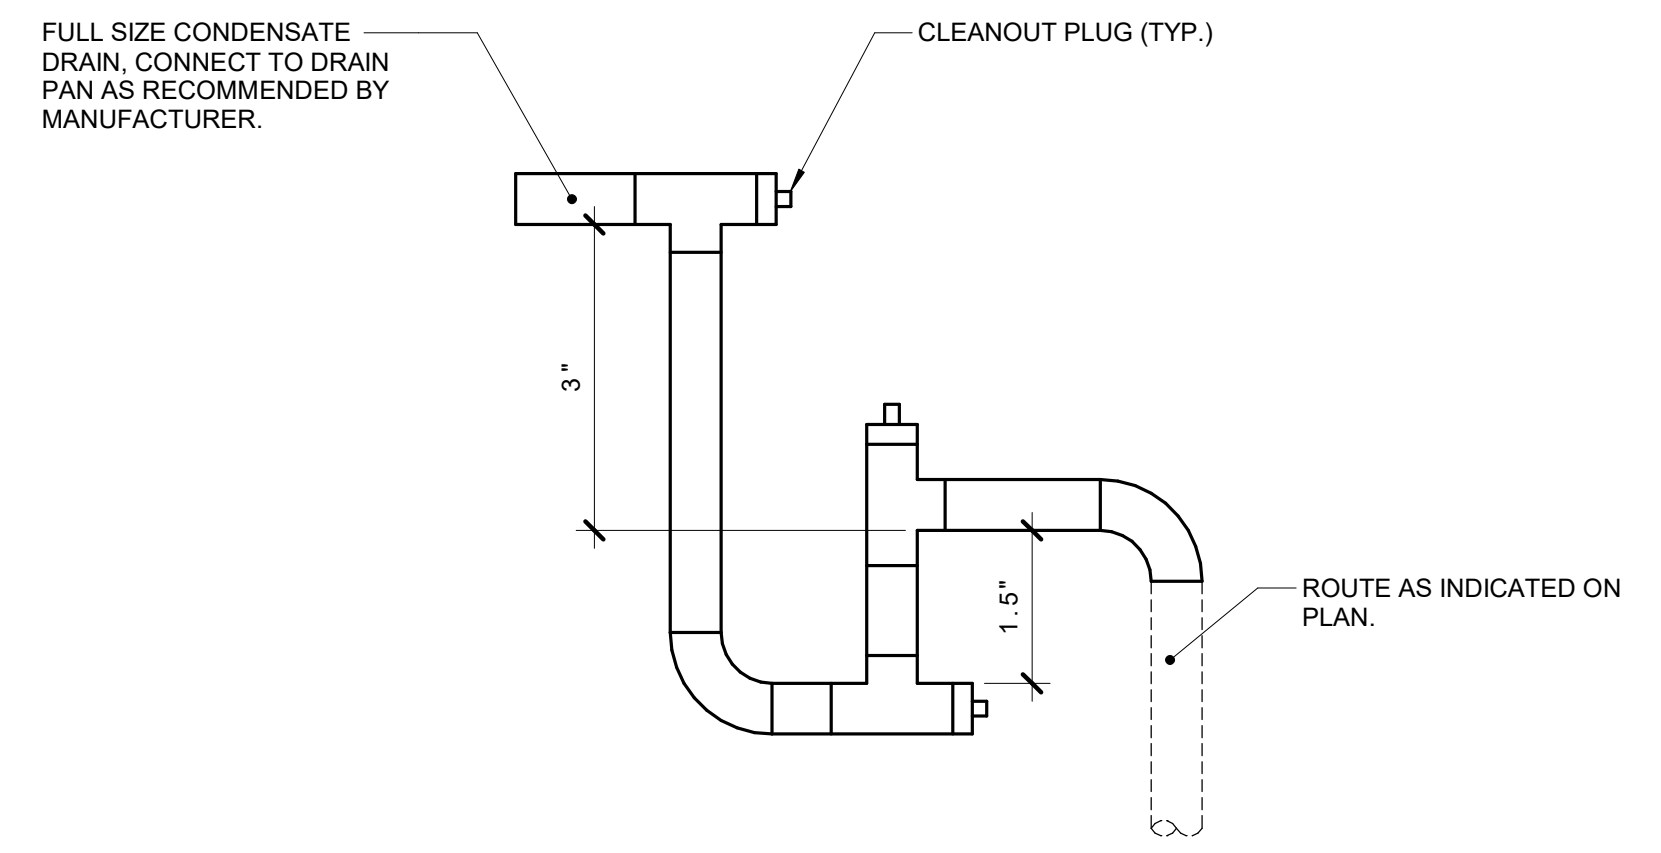 FULL SIZE CONDENSATE
DRAIN, CONNECT TO DRAIN
PAN AS RECOMMENDED BY
MANUFACTURER.
CLEANOUT PLUG (TYP.)
3"
1.5"
ROUTE AS INDICATED ON
PLAN.